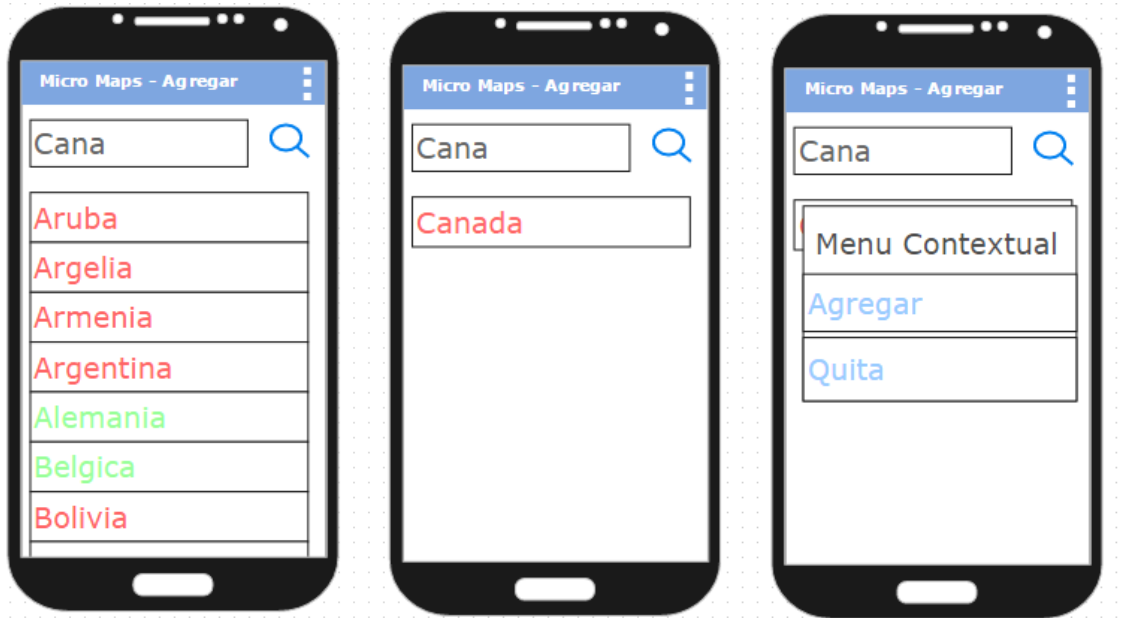 Micro Maps - Agregar
Cana
Aruba
Argelia
Armenia
Argentina
Alemania
Belgica
Bolivia
Micro Maps - Agregar
Cana
Canada
Micro Maps - Agregar
Cana
Menu Contextual
Agregar
Quita